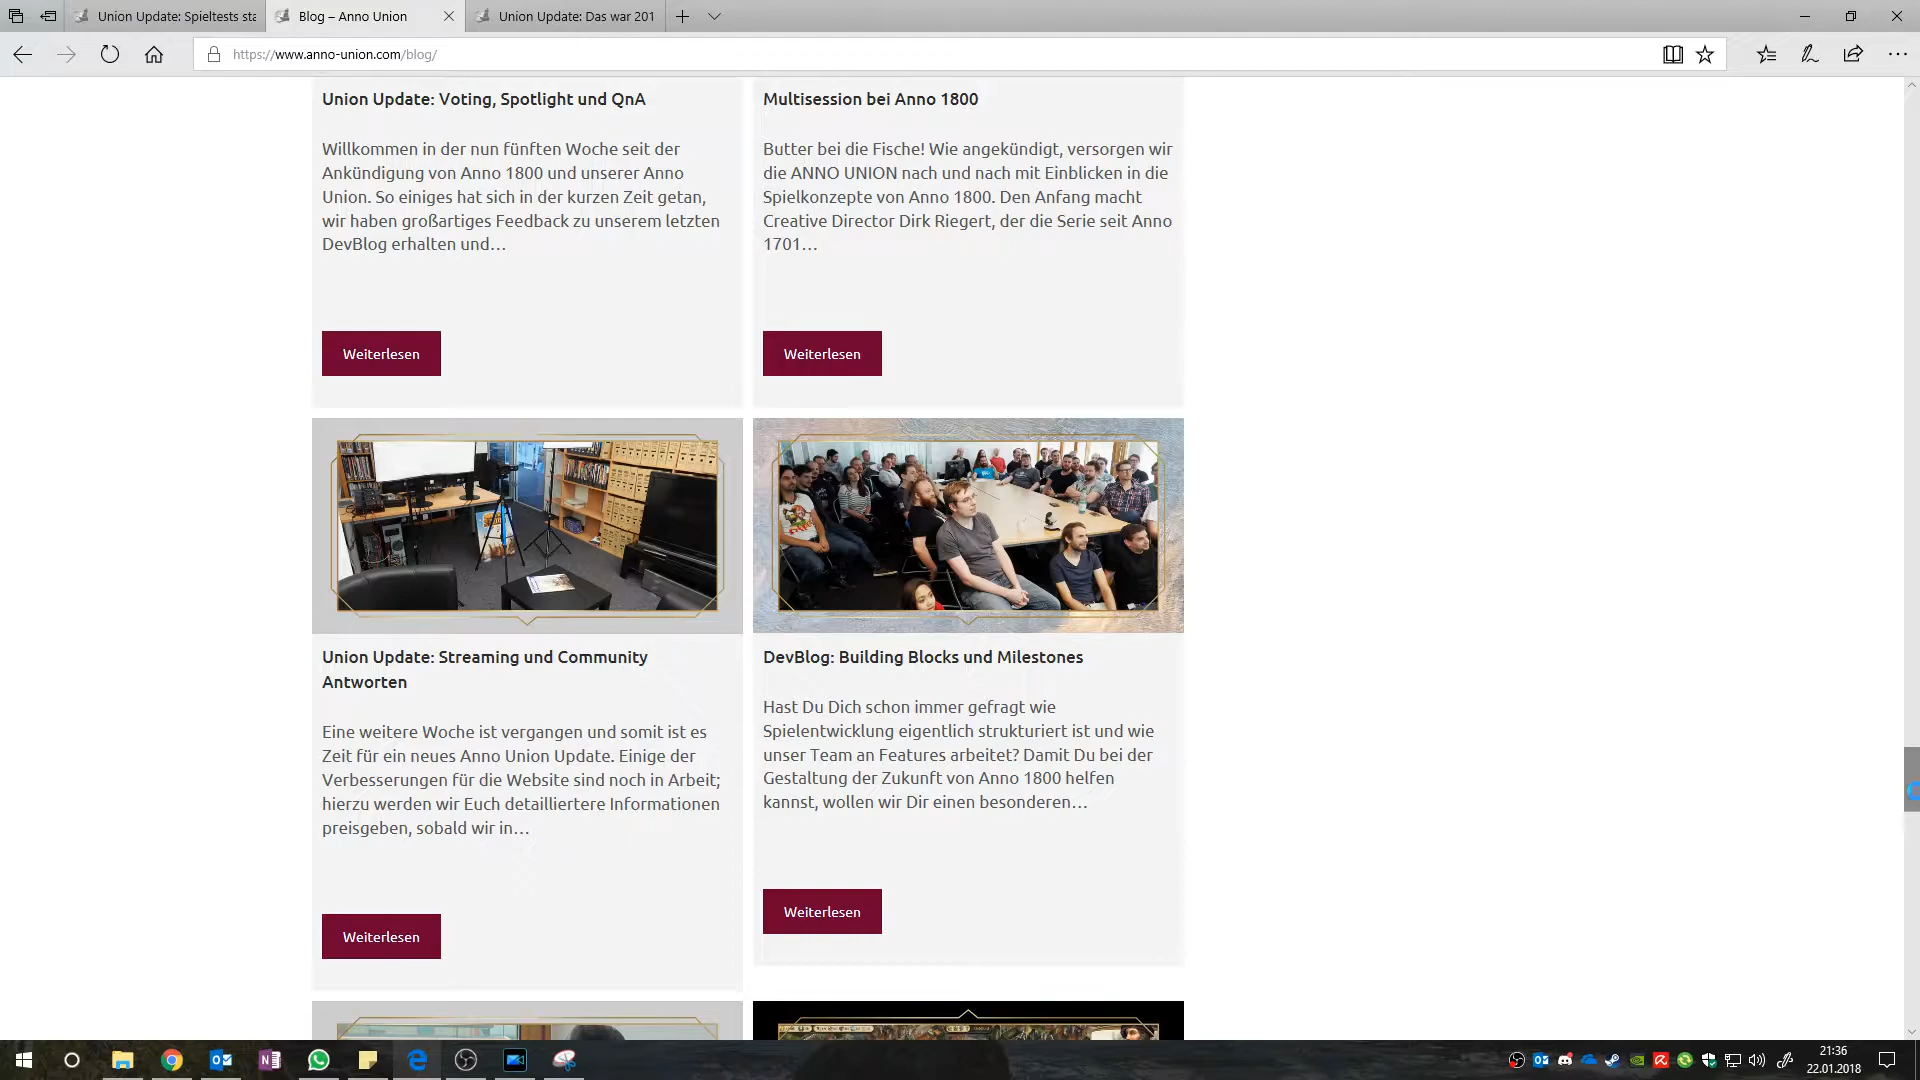 Union Update: Spieltests sta
Blog – Anno Union
Union Update: Das war 201
https://www.anno-union.com/blog/
Union Update: Voting, Spotlight und QnA
Willkommen in der nun fünften Woche seit der
Ankündigung von Anno 1800 und unserer Anno
Union. So einiges hat sich in der kurzen Zeit getan,
wir haben großartiges Feedback zu unserem letzten
DevBlog erhalten und…
Weiterlesen
Multisession bei Anno 1800
Butter bei die Fische! Wie angekündigt, versorgen wir
die ANNO UNION nach und nach mit Einblicken in die
Spielkonzepte von Anno 1800. Den Anfang macht
Creative Director Dirk Riegert, der die Serie seit Anno
1701…
Weiterlesen
Union Update: Streaming und Community
Antworten
Eine weitere Woche ist vergangen und somit ist es
Zeit für ein neues Anno Union Update. Einige der
Verbesserungen für die Website sind noch in Arbeit;
hierzu werden wir Euch detailliertere Informationen
preisgeben, sobald wir in…
Weiterlesen
DevBlog: Building Blocks und Milestones
Hast Du Dich schon immer gefragt wie
Spielentwicklung eigentlich strukturiert ist und wie
unser Team an Features arbeitet? Damit Du bei der
Gestaltung der Zukunft von Anno 1800 helfen
kannst, wollen wir Dir einen besonderen…
Weiterlesen
21:36
22.01.2018